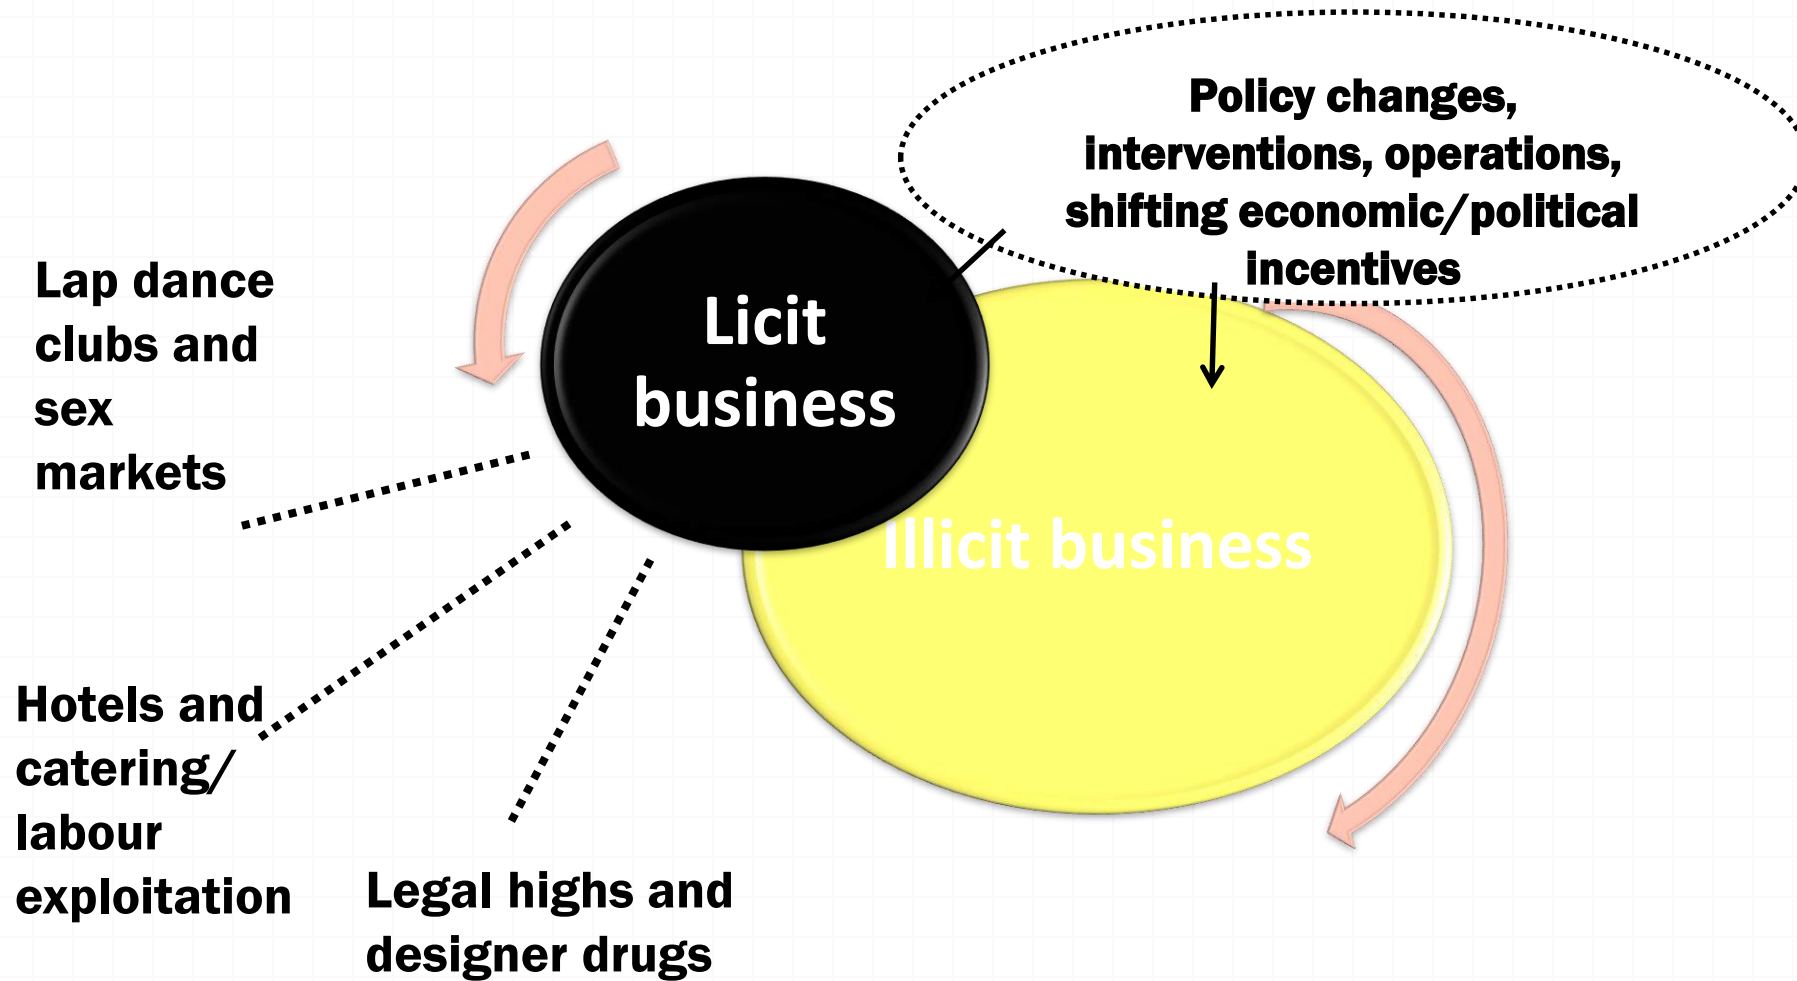 Policy changes,
interventions, operations,
shifting economic/political
incentives
Licit
business
Illicit business
Lap dance
clubs and
sex
markets
Hotels and
catering/
labour
exploitation
Legal highs and
designer drugs